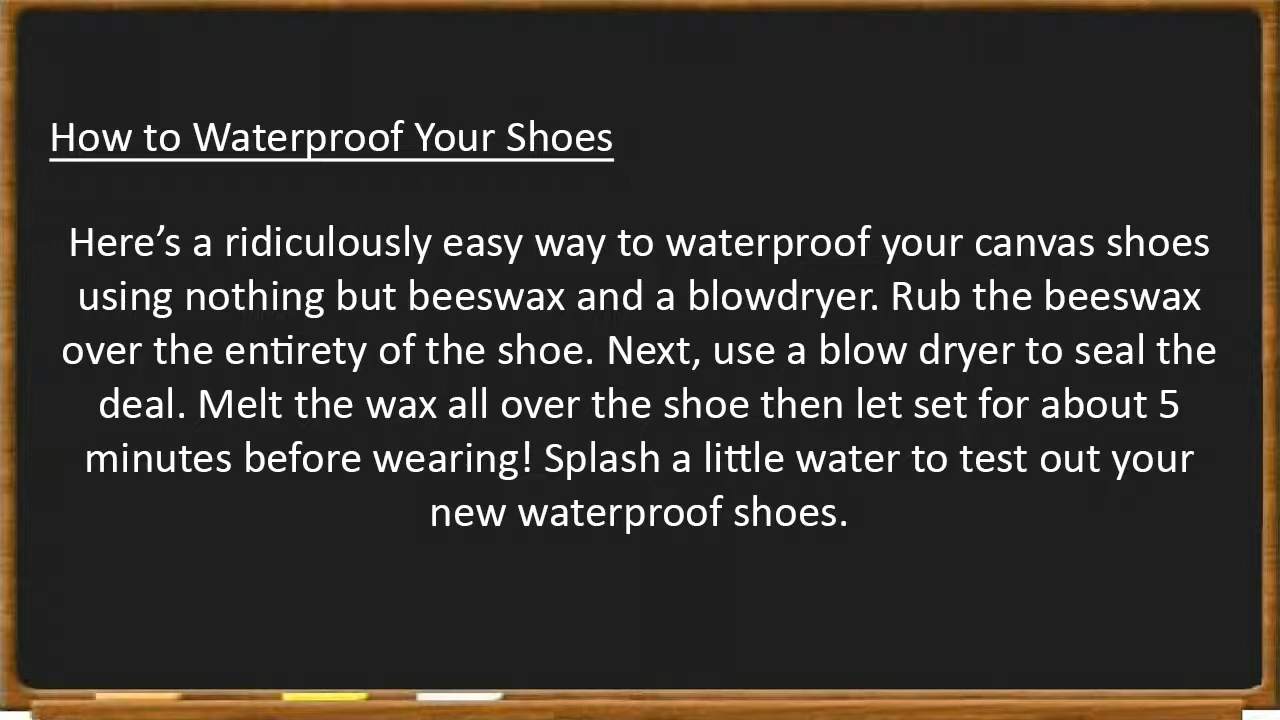 How to Waterproof Your Shoes
Here’s a ridiculously easy way to waterproof your canvas shoes
using nothing but beeswax and a blowdryer. Rub the beeswax
over the entirety of the shoe. Next, use a blow dryer to seal the
deal. Melt the wax all over the shoe then let set for about 5
minutes before wearing! Splash a little water to test out your
new waterproof shoes.